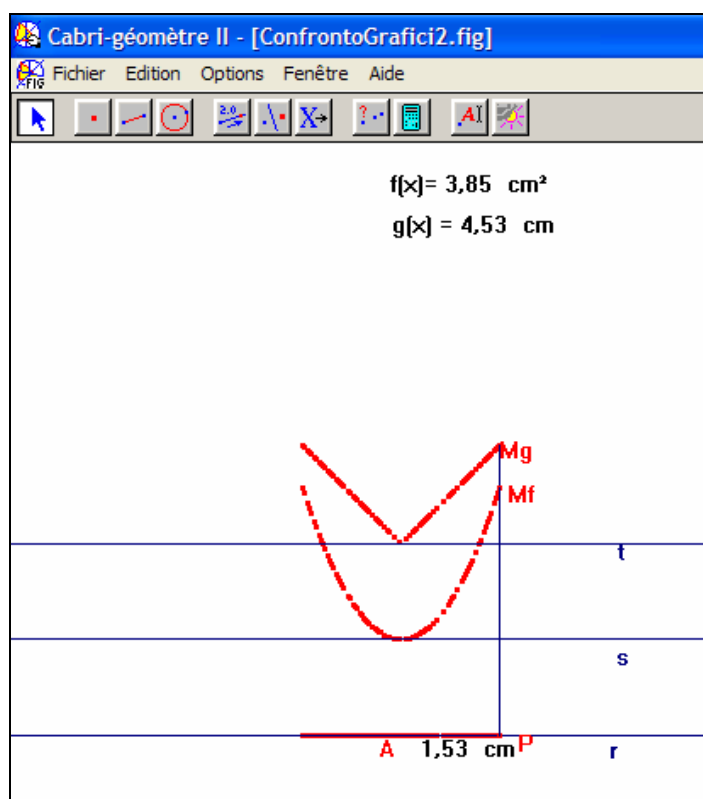 Cabri-géomètre II - [ConfrontoGrafici2.fig]
Fichier Edition Options Fenêtre Aide
f(x)= 3,85 cm²
g(x) = 4,53 cm
Mg
Mf
t
s
A 1,53 cm P r